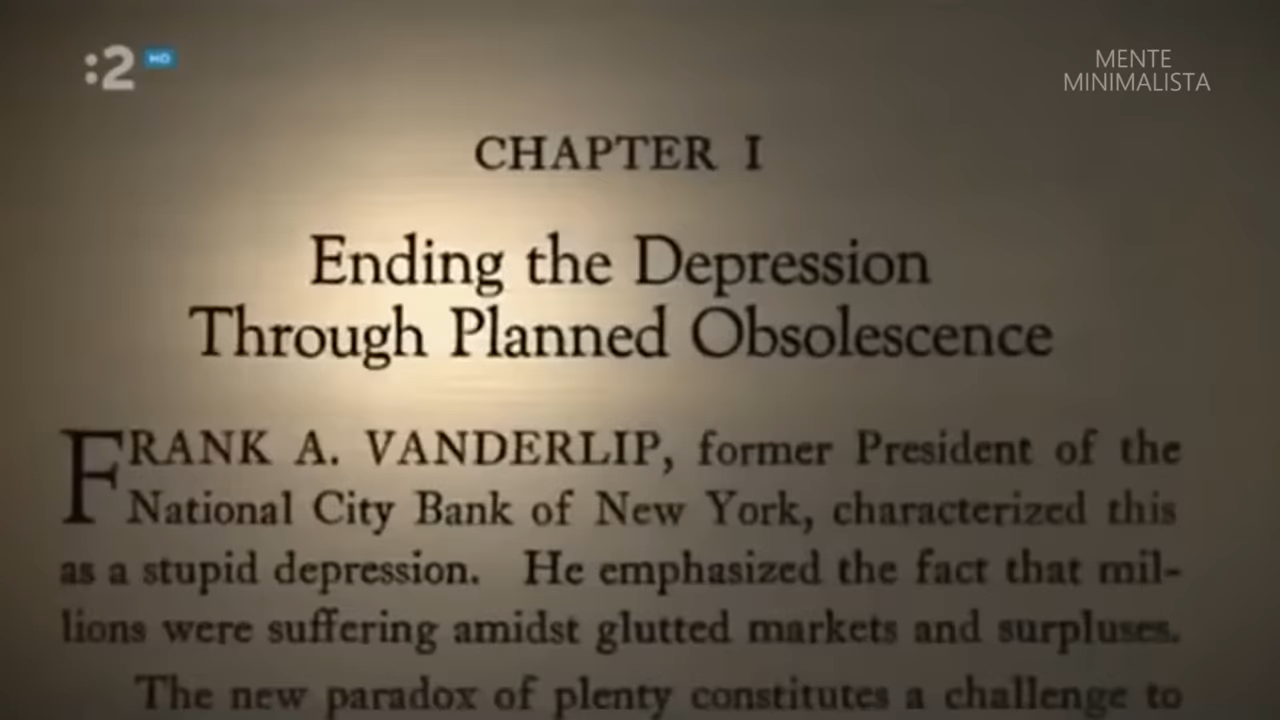 :2 HD
MENTE
MINIMALISTA
CHAPTER I
Ending the Depression
Through Planned Obsolescence
FRANK A. VANDERLIP, former President of the
National City Bank of New York, characterized this
as a stupid depression. He emphasized the fact that mil-
lions were suffering amidst glutted markets and surpluses.
The new paradox of plenty constitutes a challenge to